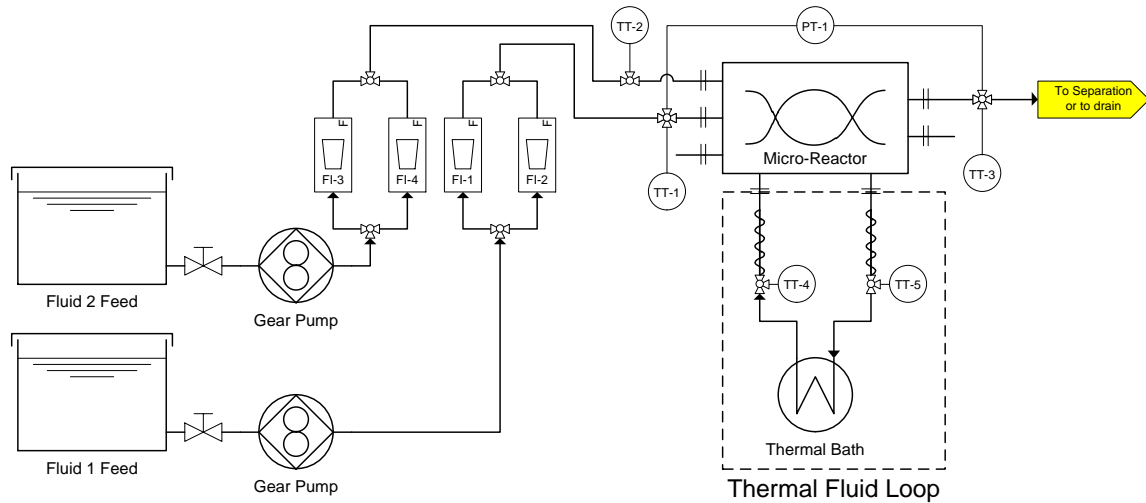 TT-2
PT-1
To Separation
or to drain
F
F
F
F
FI-3
FI-4
FI-1
FI-2
Micro-Reactor
TT-1
TT-3
Fluid 2 Feed
Gear Pump
TT-4
TT-5
Fluid 1 Feed
Gear Pump
Thermal Bath
Thermal Fluid Loop